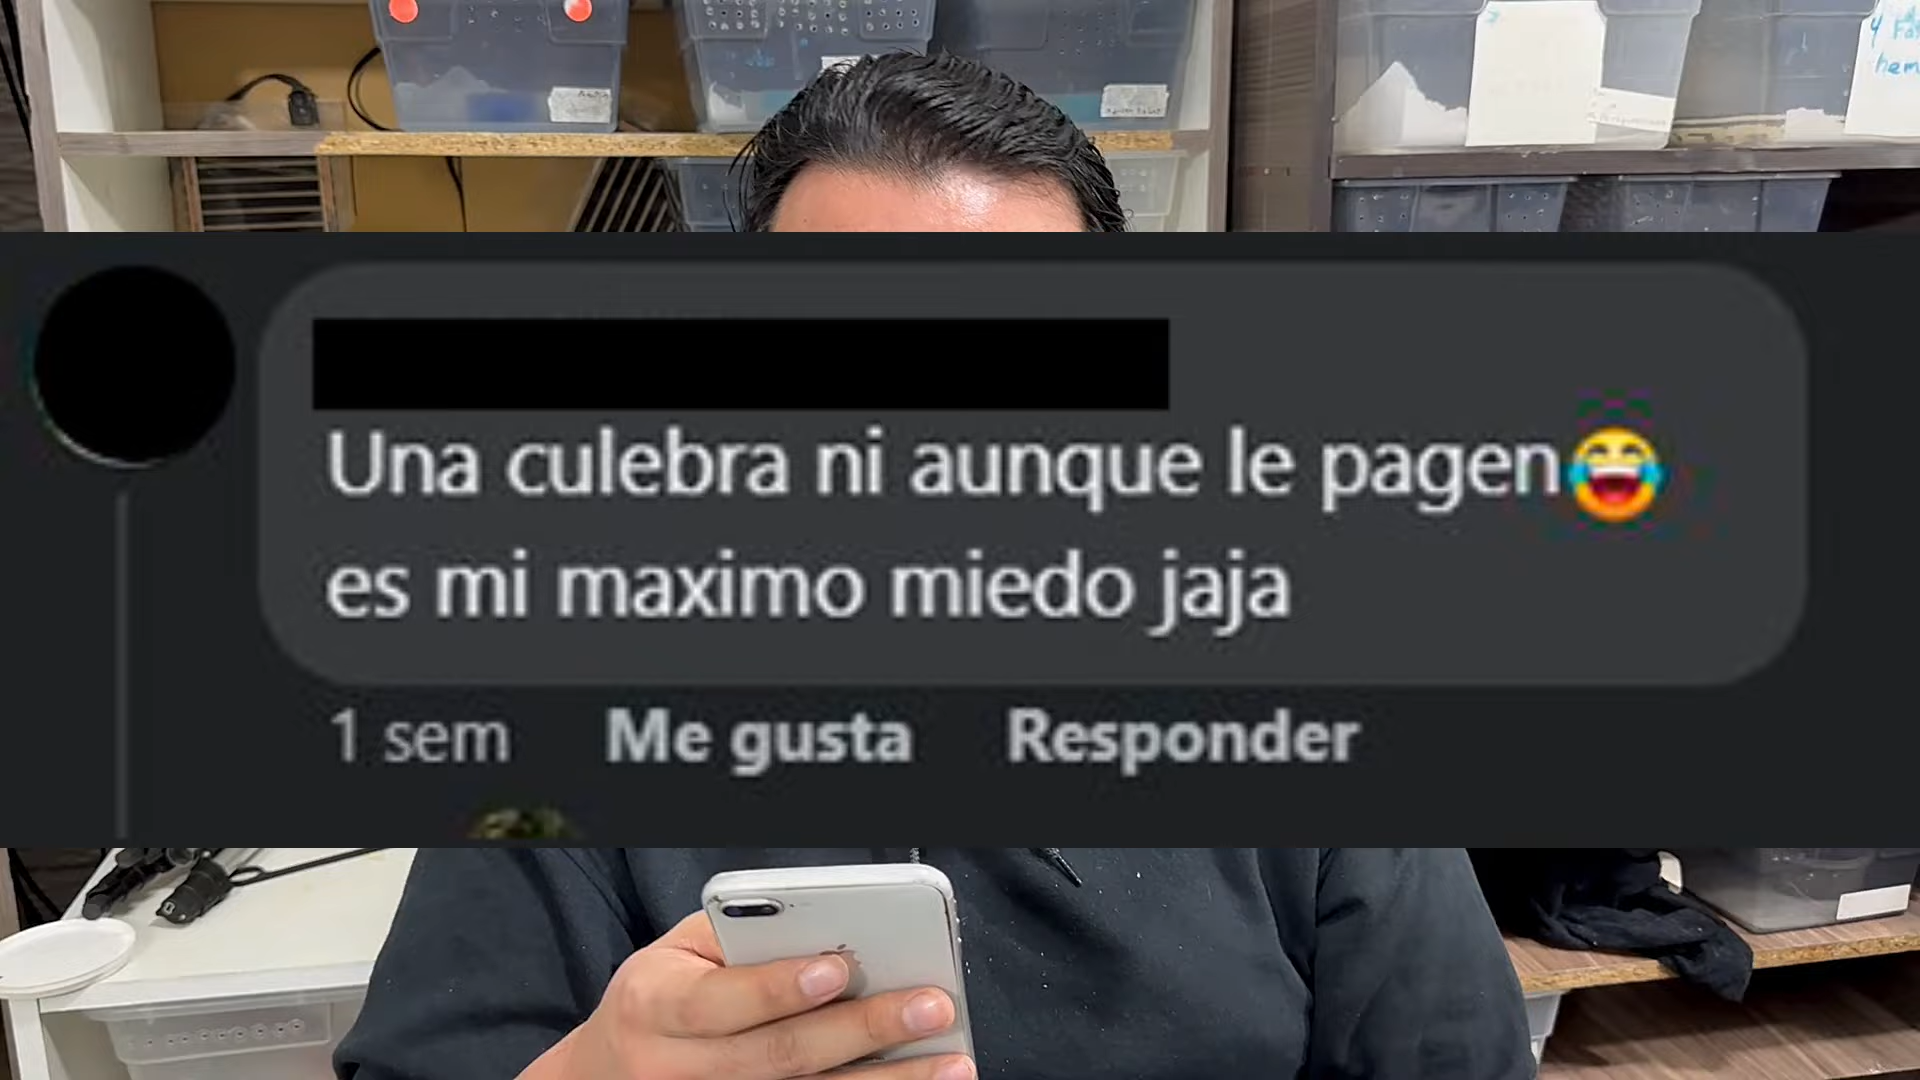 Una culebra ni aunque le pagen😂
es mi maximo miedo jaja
1 sem Me gusta Responder